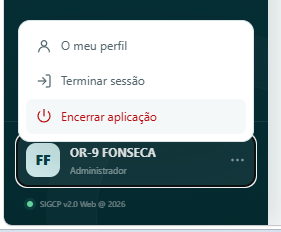 O meu perfil
Terminar sessão
Encerrar aplicação
FF
OR-9 FONSECA
Administrador
SIGCP v2.0 Web @ 2026